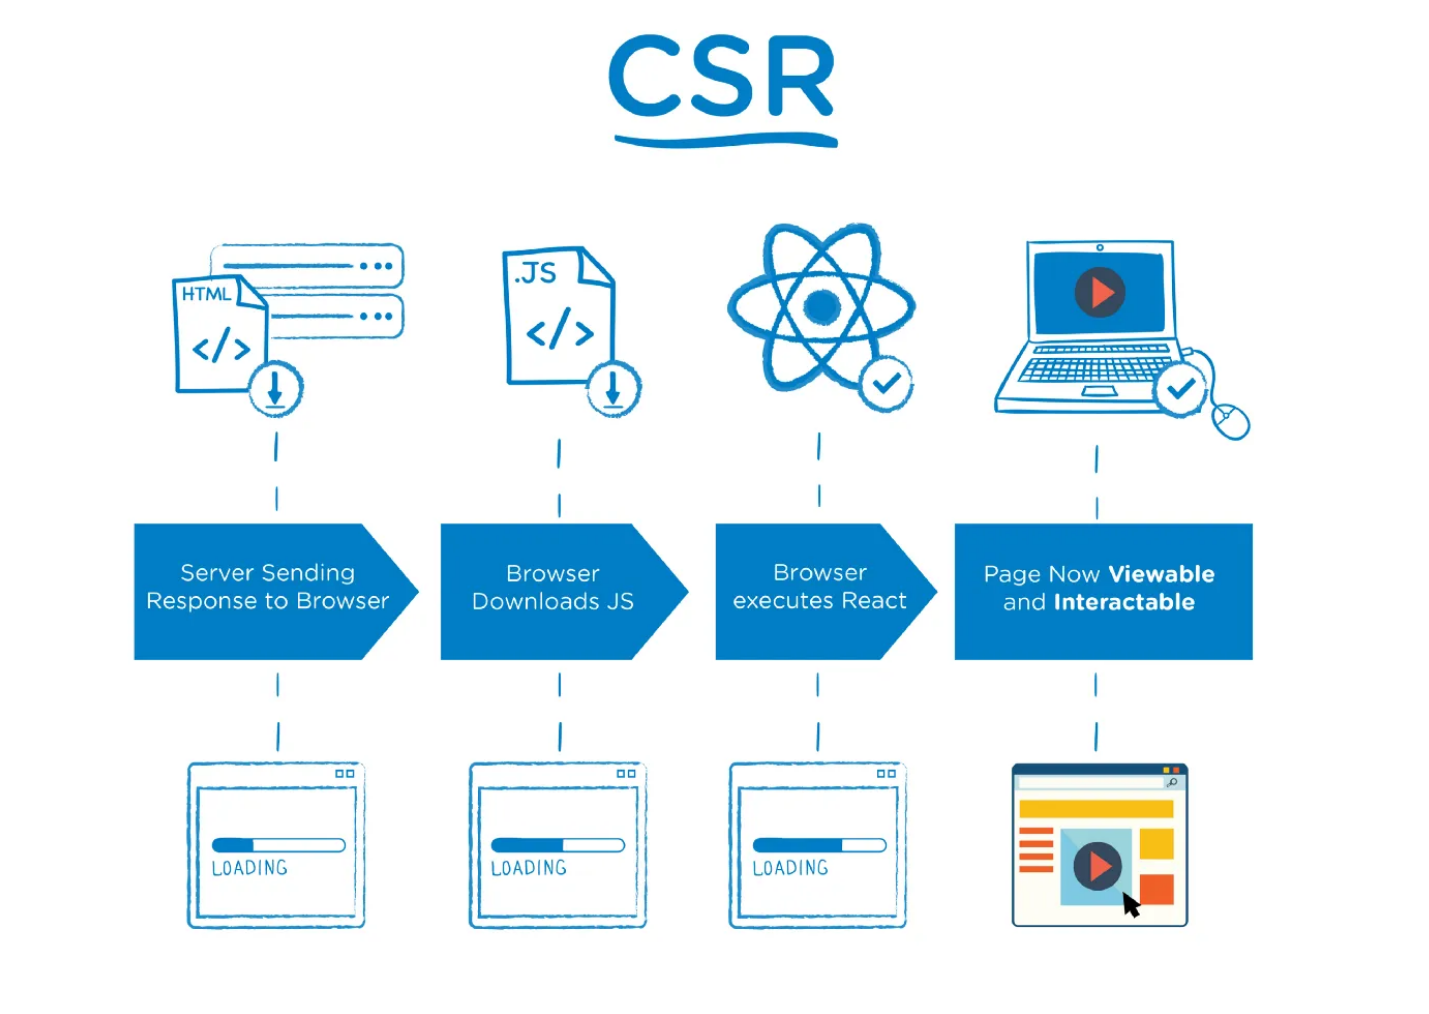 CSR
HTML
</>
.JS
</>
Server Sending
Response to Browser
Browser
Downloads JS
Browser
executes React
Page Now Viewable
and Interactable
LOADING
LOADING
LOADING